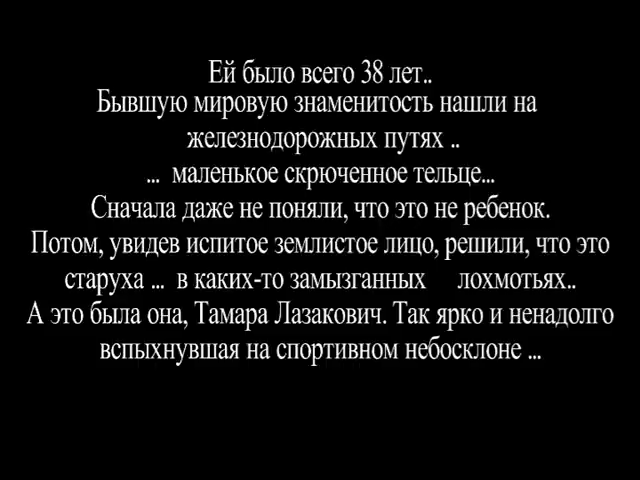 Ей было всего 38 лет..
Бывшую мировую знаменитость нашли на
железнодорожных путях ..
... маленькое скрюченное тельце...
Сначала даже не поняли, что это не ребенок.
Потом, увидев испитое землистое лицо, решили, что это
старуха ... в каких-то замызганных лохмотьях..
А это была она, Тамара Лазакович. Так ярко и ненадолго
вспыхнувшая на спортивном небосклоне ...